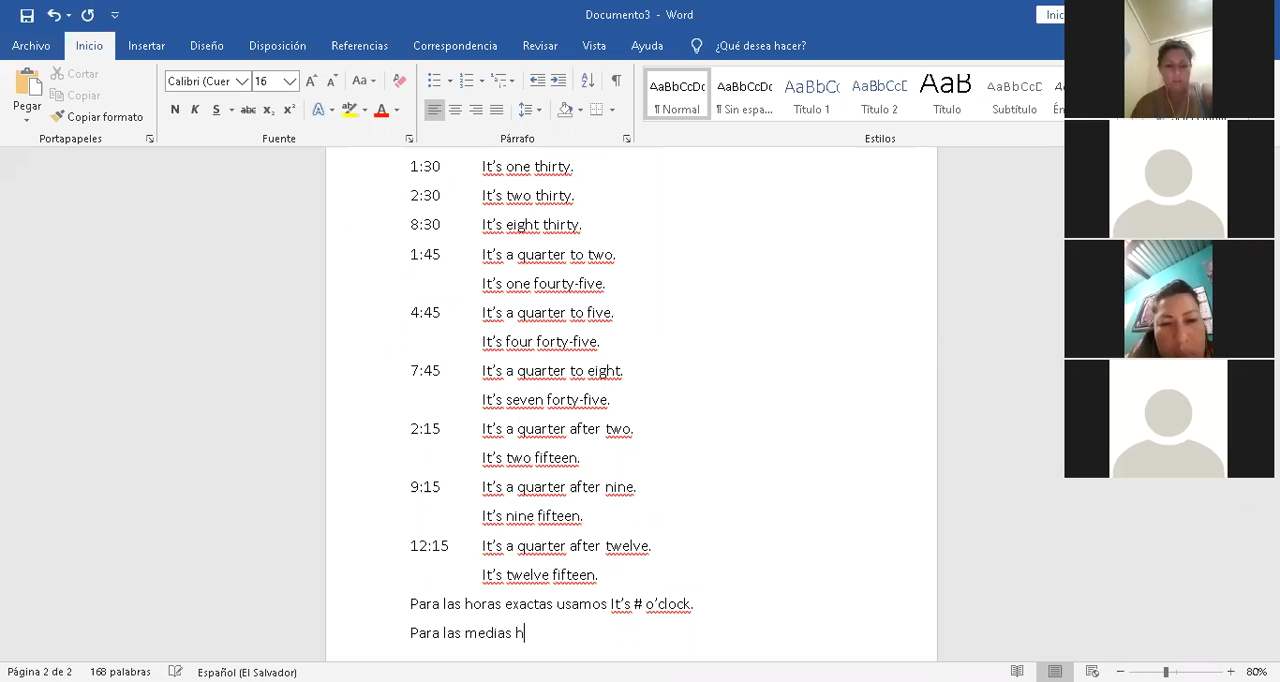 Documento3 - Word
Inic
Archivo Inicio Insertar Diseño Disposición Referencias Correspondencia Revisar Vista Ayuda ¿Qué desea hacer?
Pegar
Cortar
Copiar
Copiar formato
Portapapeles
Calibri (Cuer 16
N K S abc x₂ x²
Fuente
Párrafo
AaBbCcDc AaBbCcDc AaBbCc AaBbCcD AaB AaBbCcD
¶ Normal ¶ Sin espa... Título 1 Título 2 Título Subtítulo
Estilos
1:30 It's one thirty.
2:30 It's two thirty.
8:30 It's eight thirty.
1:45 It's a quarter to two.
It's one fourty-five.
4:45 It's a quarter to five.
It's four forty-five.
7:45 It's a quarter to eight.
It's seven forty-five.
2:15 It's a quarter after two.
It's two fifteen.
9:15 It's a quarter after nine.
It's nine fifteen.
12:15 It's a quarter after twelve.
It's twelve fifteen.
Para las horas exactas usamos It's # o'clock.
Para las medias h
Página 2 de 2 168 palabras Español (El Salvador) 80%